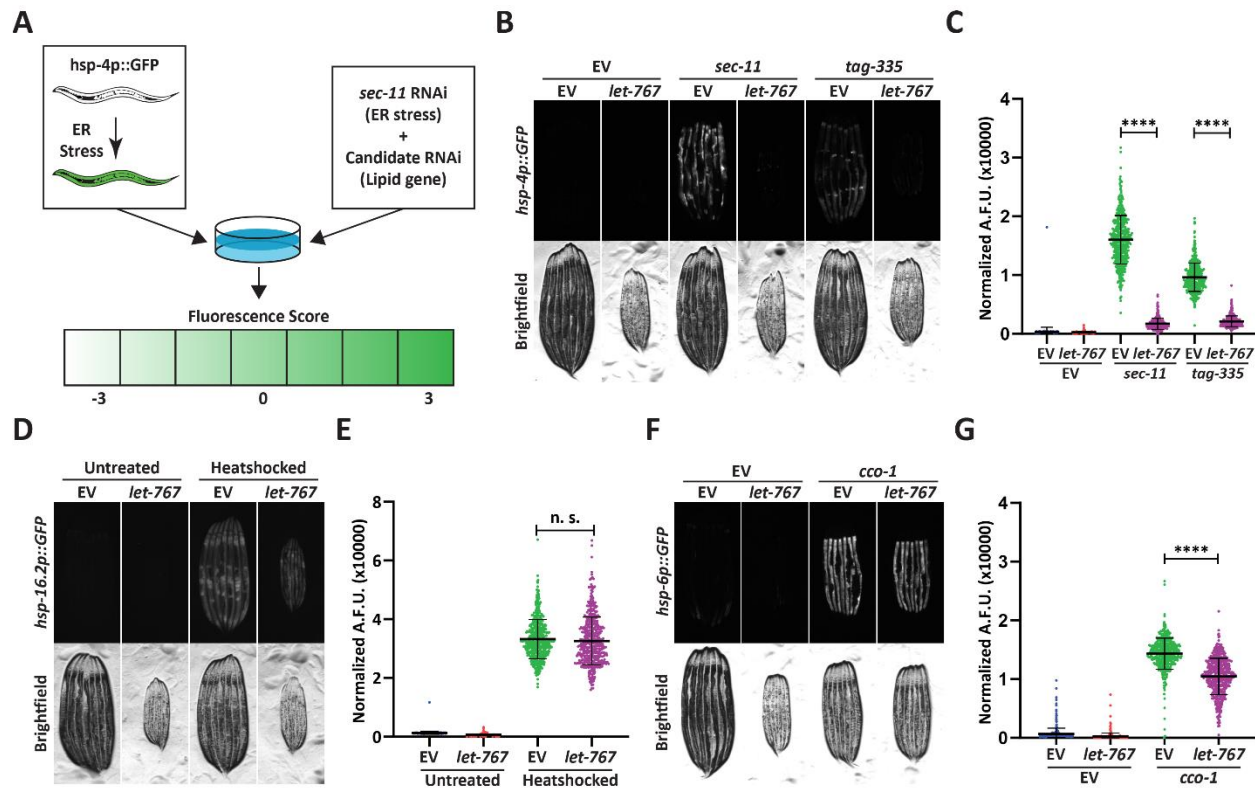 A
hsp-4p::GFP
ER
Stress
sec-11 RNAi
(ER stress)
+
Candidate RNAi
(Lipid gene)
Fluorescence Score
-3 0 3
B
EV sec-11 tag-335
EV let-767 EV let-767 EV let-767
hsp-4p::GFP
Brightfield
C
Normalized A.F.U. (x10000)
4
3
2
1
0
**** ****
EV let-767 EV let-767 EV let-767
EV sec-11 tag-335
D
Untreated Heatshocked
EV let-767 EV let-767
hsp-16.2p::GFP
Brightfield
E
Normalized A.F.U. (x10000)
8
6
4
2
0
n. s.
EV let-767 EV let-767
Untreated Heatshocked
F
EV cco-1
EV let-767 EV let-767
hsp-6p::GFP
Brightfield
G
Normalized A.F.U. (x10000)
4
3
2
1
0
****
EV let-767 EV let-767
EV cco-1